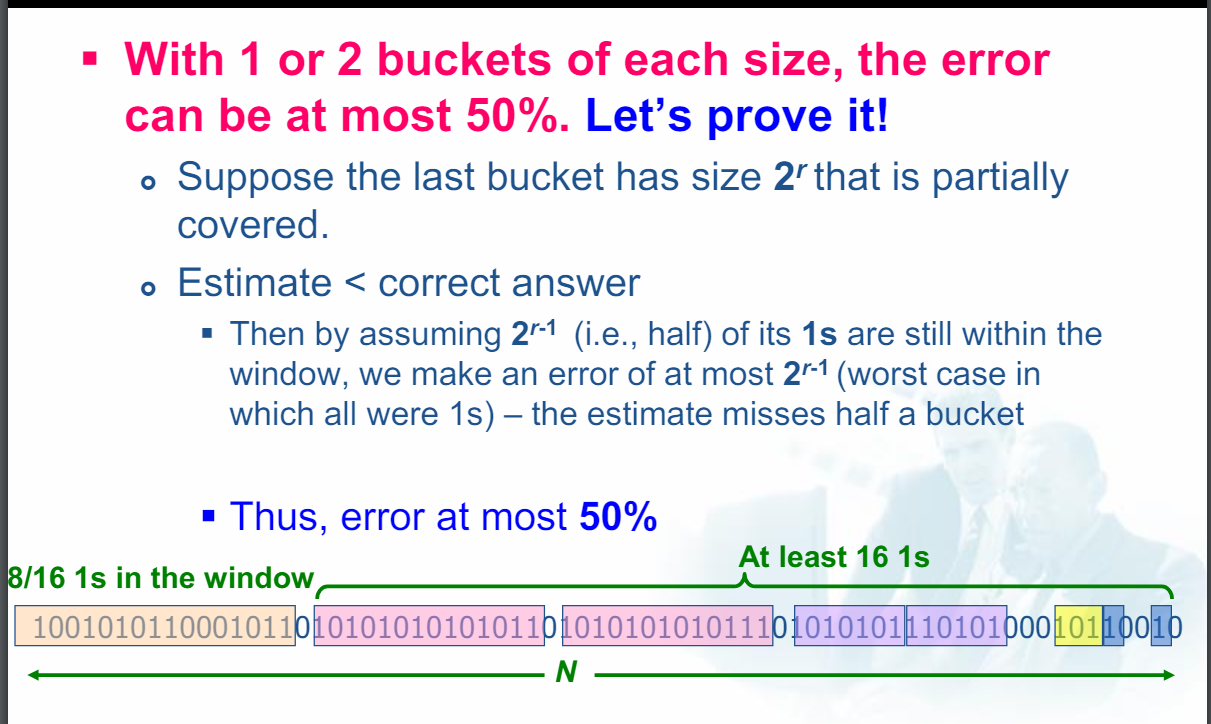 ▪ With 1 or 2 buckets of each size, the error
can be at most 50%. Let’s prove it!
Suppose the last bucket has size 2^r that is partially
covered.
Estimate < correct answer
▪ Then by assuming 2^r-1 (i.e., half) of its 1s are still within the
window, we make an error of at most 2^r-1 (worst case in
which all were 1s) – the estimate misses half a bucket
▪ Thus, error at most 50%
At least 16 1s
8/16 1s in the window
1001010110001011010101010101011010101010101110101010111010100010110010
N